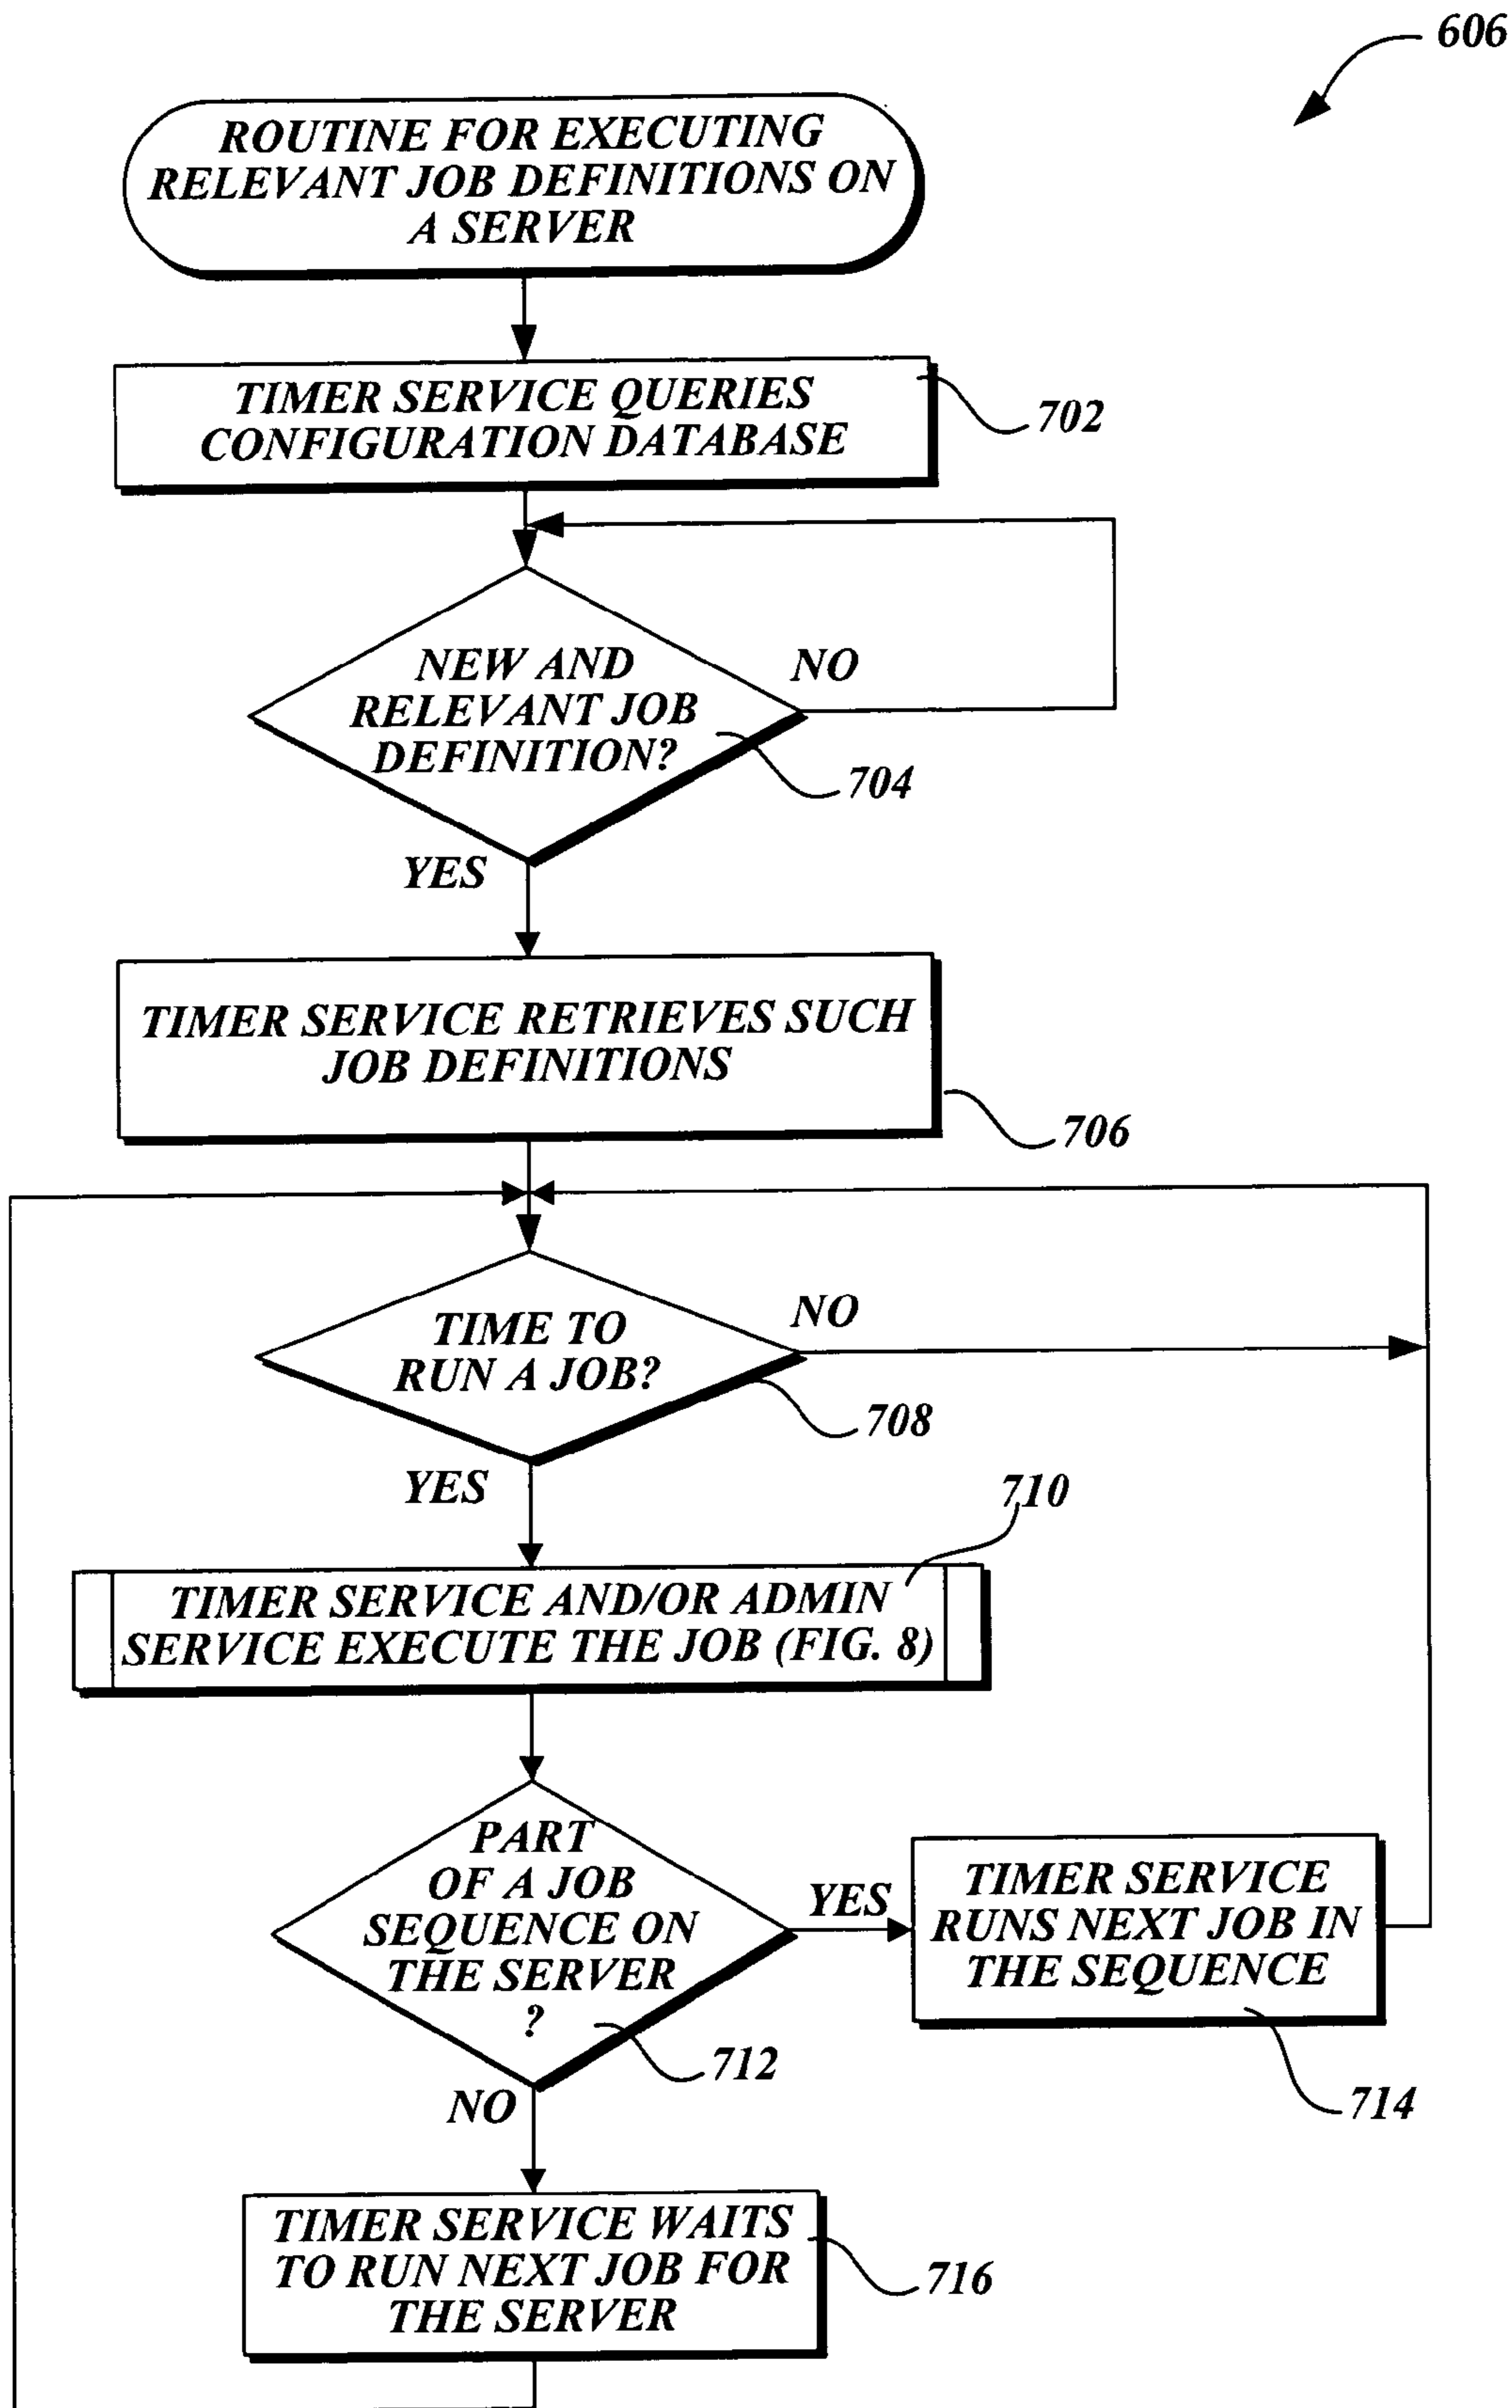 606
ROUTINE FOR EXECUTING
RELEVANT JOB DEFINITIONS ON
A SERVER
TIMER SERVICE QUERIES
CONFIGURATION DATABASE
702
NEW AND
RELEVANT JOB
DEFINITION?
NO
704
YES
TIMER SERVICE RETRIEVES SUCH
JOB DEFINITIONS
706
TIME TO
RUN A JOB?
NO
708
YES
710
TIMER SERVICE AND/OR ADMIN
SERVICE EXECUTE THE JOB (FIG. 8)
PART
OF A JOB
SEQUENCE ON
THE SERVER
?
YES
712
TIMER SERVICE
RUNS NEXT JOB IN
THE SEQUENCE
714
NO
TIMER SERVICE WAITS
TO RUN NEXT JOB FOR
THE SERVER
716